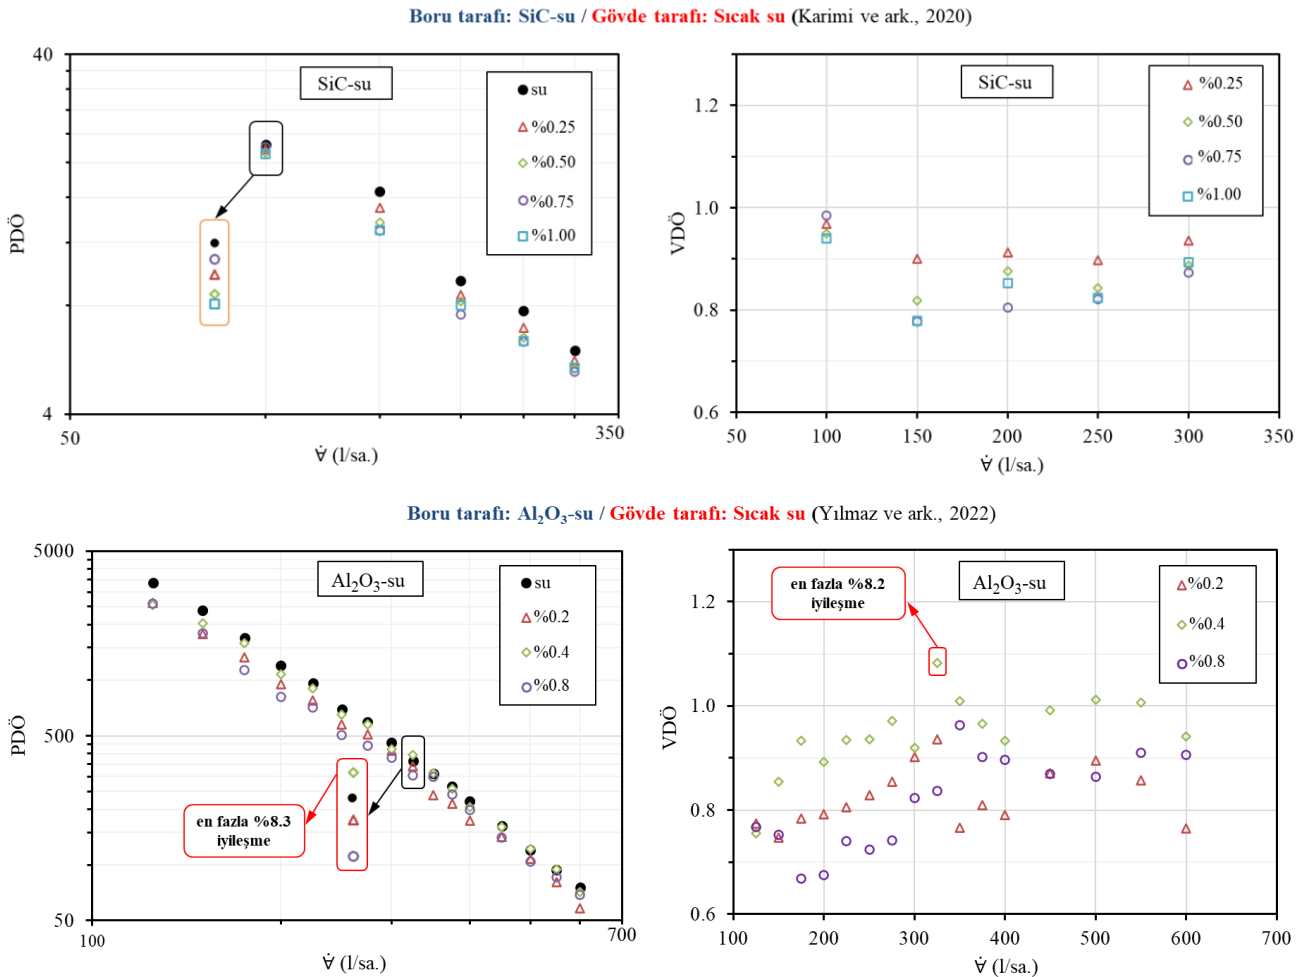 Boru tarafı: SiC-su / Gövde tarafı: Sıcak su (Karimi ve ark., 2020)
40
SiC-su
su
%0.25
%0.50
%0.75
%1.00
PDÖ
4
50
350
V̇ (l/sa.)
SiC-su
%0.25
%0.50
%0.75
%1.00
1.2
1.0
0.8
0.6
VDÖ
50 100 150 200 250 300 350
V̇ (l/sa.)
Boru tarafı: Al₂O₃-su / Gövde tarafı: Sıcak su (Yılmaz ve ark., 2022)
5000
Al₂O₃-su
su
%0.2
%0.4
%0.8
PDÖ
500
en fazla %8.3
iyileşme
50
100
700
V̇ (l/sa.)
en fazla %8.2
iyileşme
Al₂O₃-su
%0.2
%0.4
%0.8
1.2
1.0
0.8
0.6
VDÖ
100 200 300 400 500 600 700
V̇ (l/sa.)